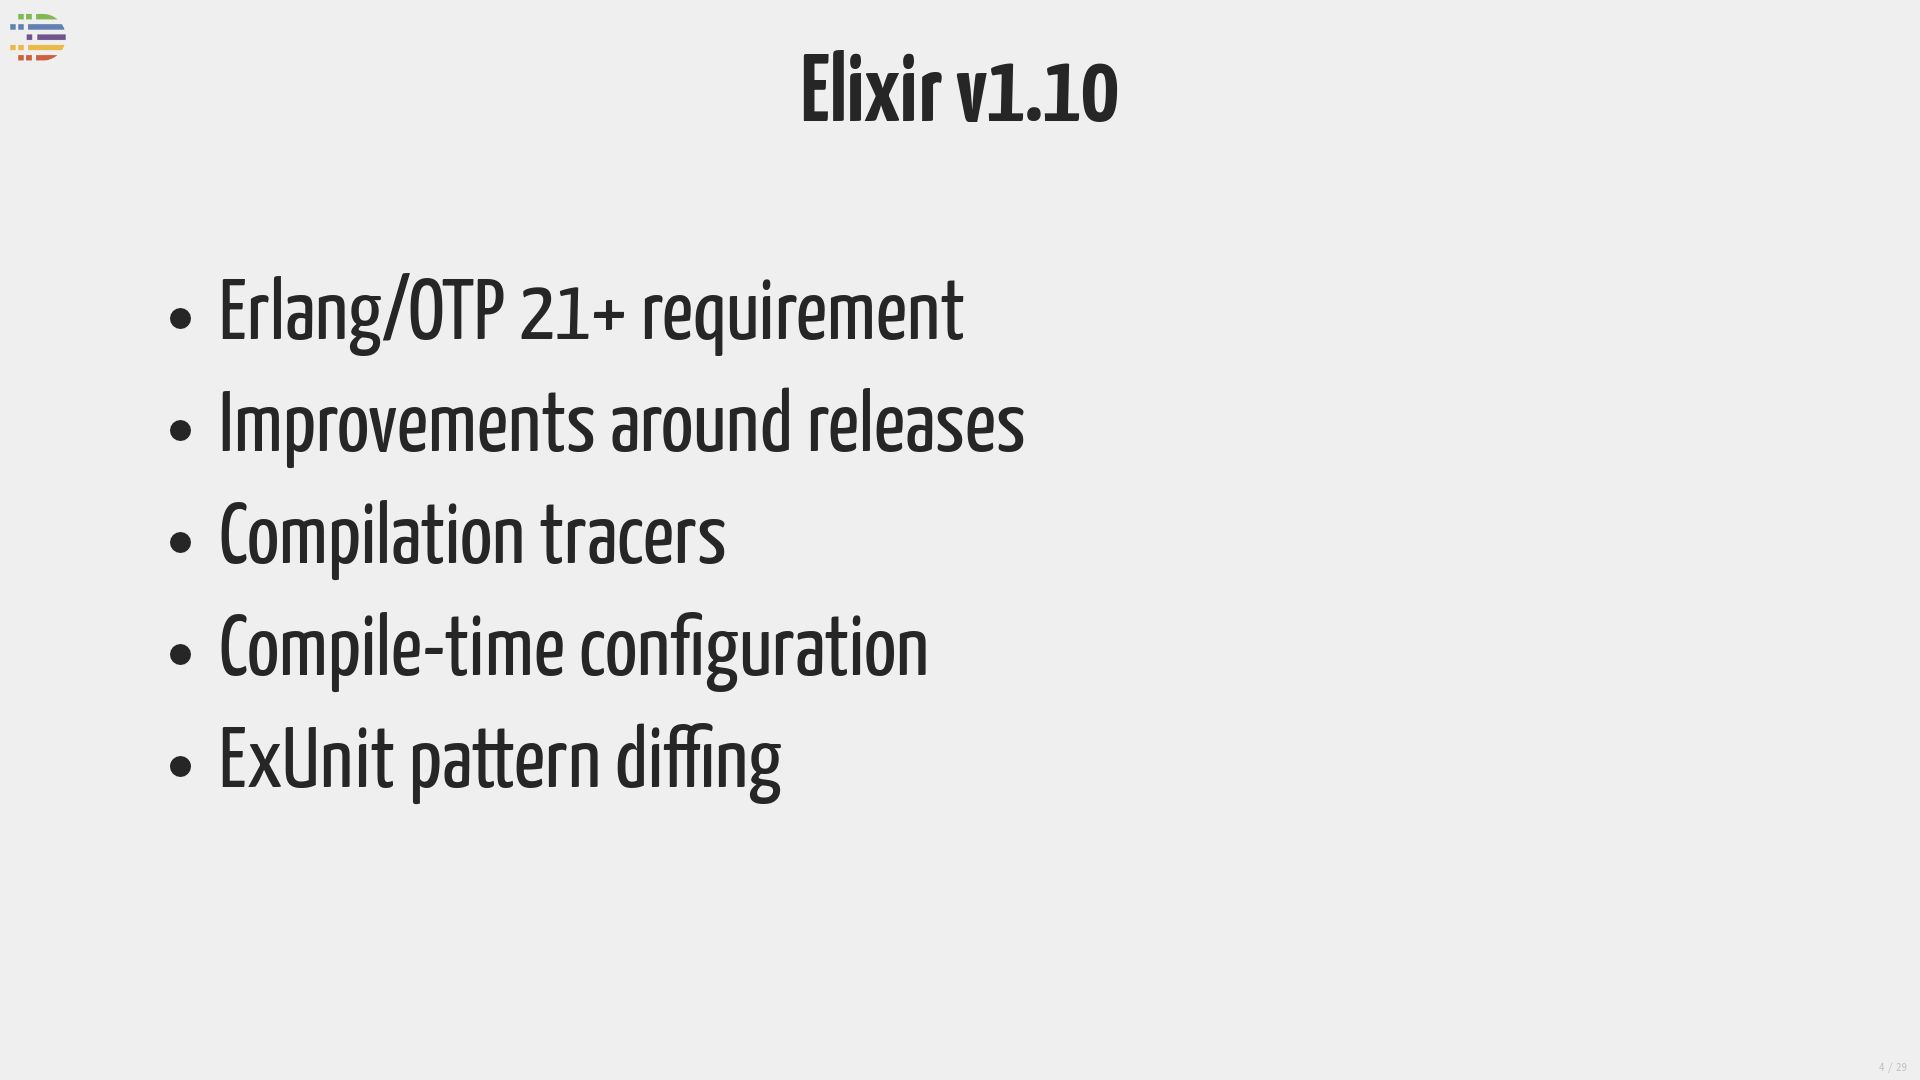 Elixir v1.10
• Erlang/OTP 21+ requirement
• Improvements around releases
• Compilation tracers
• Compile-time configuration
• ExUnit pattern diffing
4 / 29